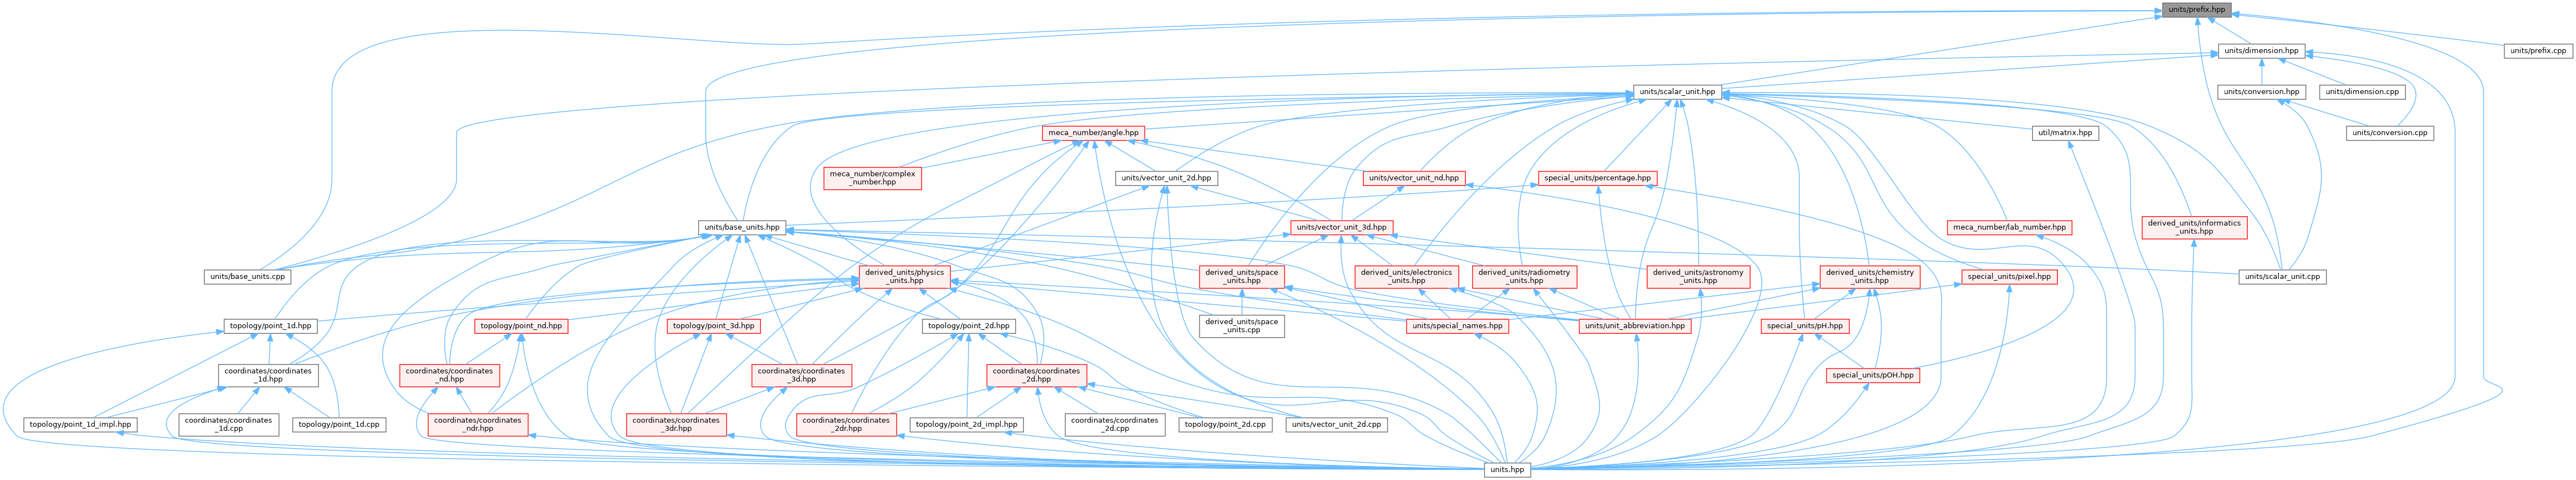 units/prefix.hpp
units/prefix.cpp
units/dimension.hpp
units/scalar_unit.hpp
units/conversion.hpp
units/dimension.cpp
meca_number/angle.hpp
util/matrix.hpp
units/conversion.cpp
meca_number/complex
_number.hpp
units/vector_unit_2d.hpp
units/vector_unit_nd.hpp
special_units/percentage.hpp
units/base_units.hpp
units/vector_unit_3d.hpp
meca_number/lab_number.hpp
derived_units/informatics
_units.hpp
units/base_units.cpp
derived_units/physics
_units.hpp
derived_units/space
_units.hpp
derived_units/electronics
_units.hpp
derived_units/radiometry
_units.hpp
derived_units/astronomy
_units.hpp
derived_units/chemistry
_units.hpp
special_units/pixel.hpp
units/scalar_unit.cpp
topology/point_1d.hpp
topology/point_nd.hpp
topology/point_3d.hpp
topology/point_2d.hpp
derived_units/space
_units.cpp
units/special_names.hpp
units/unit_abbreviation.hpp
special_units/pH.hpp
coordinates/coordinates
_1d.hpp
coordinates/coordinates
_nd.hpp
coordinates/coordinates
_3d.hpp
coordinates/coordinates
_2d.hpp
special_units/pOH.hpp
topology/point_1d_impl.hpp
coordinates/coordinates
_1d.cpp
topology/point_1d.cpp
coordinates/coordinates
_ndr.hpp
coordinates/coordinates
_3dr.hpp
coordinates/coordinates
_2dr.hpp
topology/point_2d_impl.hpp
coordinates/coordinates
_2d.cpp
topology/point_2d.cpp
units/vector_unit_2d.cpp
units.hpp